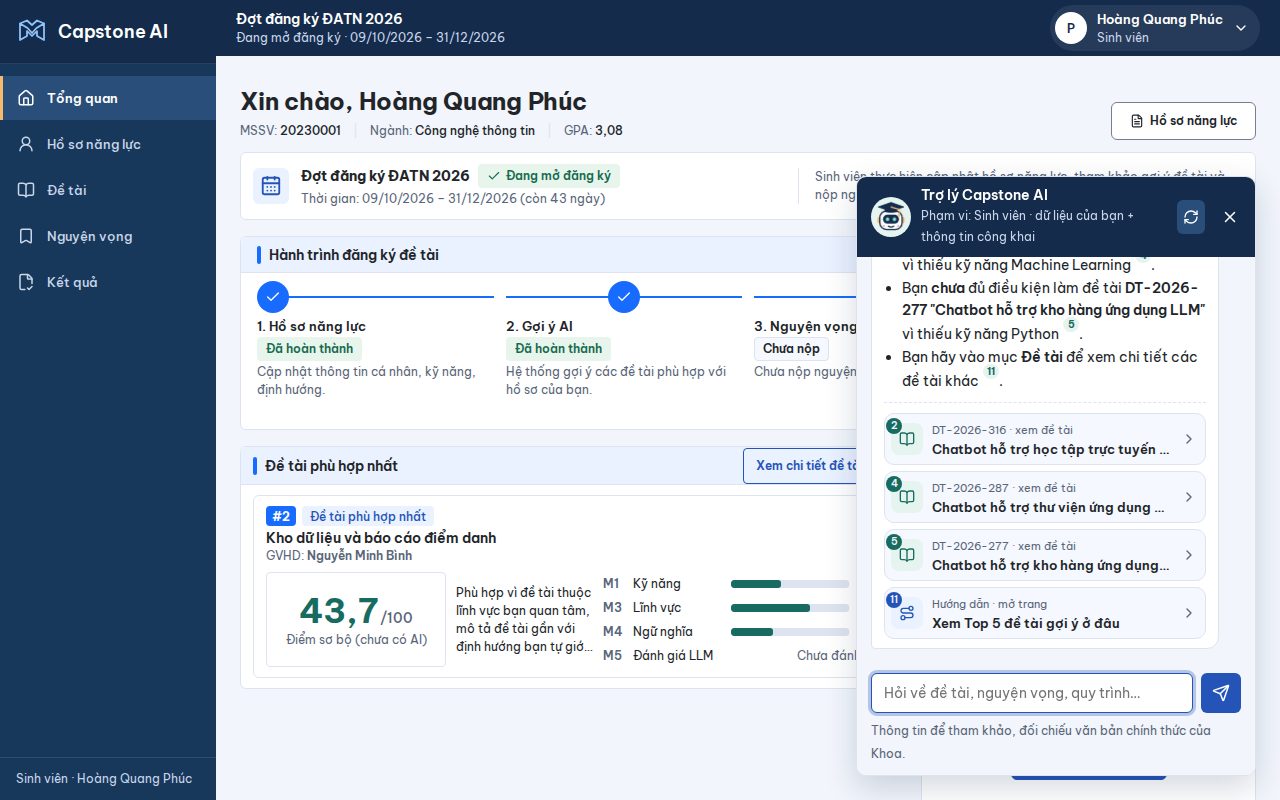 Capstone AI
Đợt đăng ký ĐATN 2026
Đang mở đăng ký · 09/10/2026 – 31/12/2026
P
Hoàng Quang Phúc
Sinh viên
Tổng quan
Hồ sơ năng lực
Đề tài
Nguyện vọng
Kết quả
Sinh viên · Hoàng Quang Phúc
Xin chào, Hoàng Quang Phúc
MSSV: 20230001
Ngành: Công nghệ thông tin
GPA: 3,08
Hồ sơ năng lực
Đợt đăng ký ĐATN 2026
Đang mở đăng ký
Thời gian: 09/10/2026 – 31/12/2026 (còn 43 ngày)
Sinh viên thực hiện cập nhật hồ sơ năng lực, tham khảo gợi ý đề tài và
nộp
Hành trình đăng ký đề tài
1. Hồ sơ năng lực
Đã hoàn thành
Cập nhật thông tin cá nhân, kỹ năng,
định hướng.
2. Gợi ý AI
Đã hoàn thành
Hệ thống gợi ý các đề tài phù hợp với
hồ sơ của bạn.
3. Nguyện vọng
Chưa nộp
Chưa nộp nguyện
Đề tài phù hợp nhất
Xem chi tiết đề
#2
Đề tài phù hợp nhất
Kho dữ liệu và báo cáo điểm danh
GVHD: Nguyễn Minh Bình
43,7/100
Điểm sơ bộ (chưa có AI)
Phù hợp vì đề tài thuộc
lĩnh vực bạn quan tâm,
mô tả đề tài gần với
định hướng bạn tự giớ...
M1 Kỹ năng
M3 Lĩnh vực
M4 Ngữ nghĩa
M5 Đánh giá LLM
Chưa
Trợ lý Capstone AI
Phạm vi: Sinh viên · dữ liệu của bạn +
thông tin công khai
vì thiếu kỹ năng Machine Learning .
Bạn chưa đủ điều kiện làm đề tài DT-2026-
277 "Chatbot hỗ trợ kho hàng ứng dụng LLM"
vì thiếu kỹ năng Python 5 .
Bạn hãy vào mục Đề tài để xem chi tiết các
đề tài khác 11 .
2
DT-2026-316 · xem đề tài
Chatbot hỗ trợ học tập trực tuyến ...
4
DT-2026-287 · xem đề tài
Chatbot hỗ trợ thư viện ứng dụng ...
5
DT-2026-277 · xem đề tài
Chatbot hỗ trợ kho hàng ứng dụng...
11
Hướng dẫn · mở trang
Xem Top 5 đề tài gợi ý ở đâu
Hỏi về đề tài, nguyện vọng, quy trình...
Thông tin để tham khảo, đối chiếu văn bản chính thức của
Khoa.